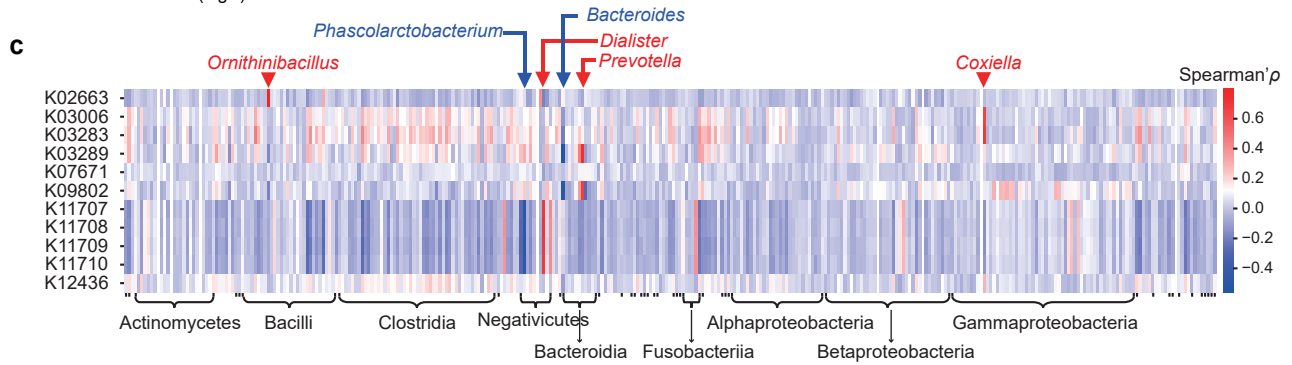 c
Bacteroides
Phascolarctobacterium
Dialister
Ornithinibacillus
Prevotella
Coxiella
Spearman'ρ
K02663
K03006
K03283
K03289
K07671
K09802
K11707
K11708
K11709
K11710
K12436
0.6
0.4
0.2
0.0
−0.2
−0.4
Actinomycetes Bacilli Clostridia Negativicutes Alphaproteobacteria Gammaproteobacteria
Bacteroidia Fusobacteriia Betaproteobacteria